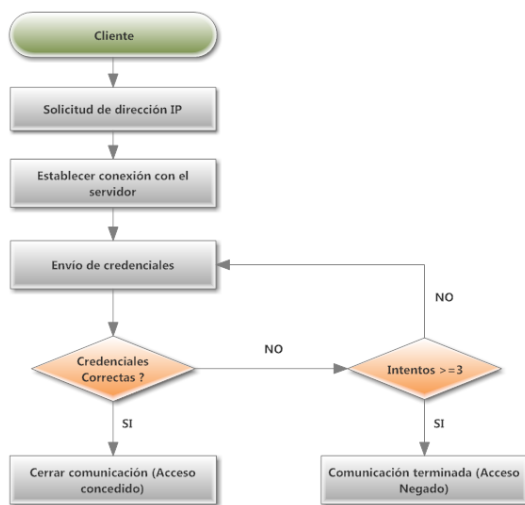 Cliente
Solicitud de dirección IP
Establecer conexión con el
servidor
Envío de credenciales
NO
NO
Credenciales
Correctas ?
Intentos >=3
SI
SI
Cerrar comunicación (Acceso
concedido)
Comunicación terminada (Acceso
Negado)